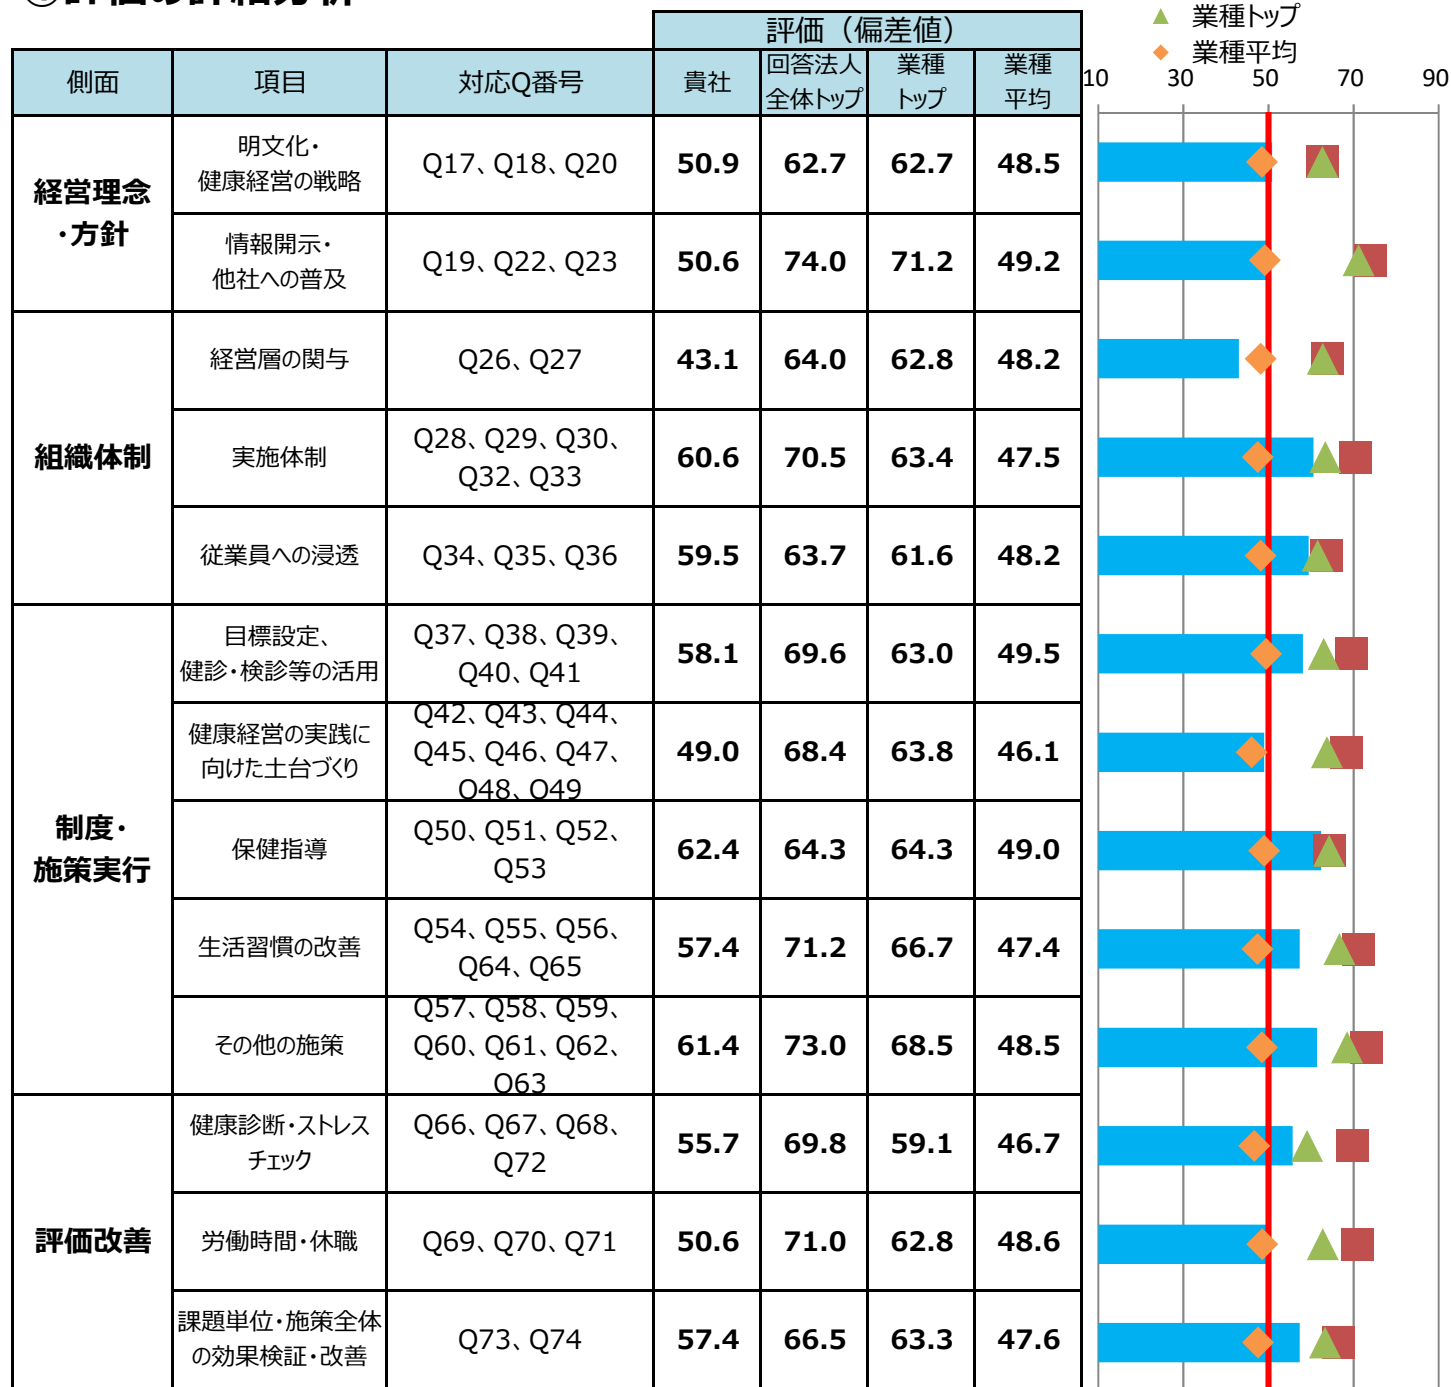 評価の詳細分析
▲ 業種トップ
◆ 業種平均
評価（偏差値）
側面 項目 対応Q番号 貴社 回答法人全体トップ 業種トップ 業種平均
10 30 50 70 90
経営理念・方針
明文化・
健康経営の戦略
Q17、Q18、Q20 50.9 62.7 62.7 48.5
情報開示・
他社への普及
Q19、Q22、Q23 50.6 74.0 71.2 49.2
組織体制
経営層の関与 Q26、Q27 43.1 64.0 62.8 48.2
実施体制
Q28、Q29、Q30、
Q32、Q33
60.6 70.5 63.4 47.5
従業員への浸透 Q34、Q35、Q36 59.5 63.7 61.6 48.2
制度・
施策実行
目標設定、
健診・検診等の活用
Q37、Q38、Q39、
Q40、Q41
58.1 69.6 63.0 49.5
健康経営の実践に
向けた土台づくり
Q42、Q43、Q44、
Q45、Q46、Q47、
Q48、Q49
49.0 68.4 63.8 46.1
保健指導
Q50、Q51、Q52、
Q53
62.4 64.3 64.3 49.0
生活習慣の改善
Q54、Q55、Q56、
Q64、Q65
57.4 71.2 66.7 47.4
その他の施策
Q57、Q58、Q59、
Q60、Q61、Q62、
Q63
61.4 73.0 68.5 48.5
評価改善
健康診断・ストレス
チェック
Q66、Q67、Q68、
Q72
55.7 69.8 59.1 46.7
労働時間・休職 Q69、Q70、Q71 50.6 71.0 62.8 48.6
課題単位・施策全体
の効果検証・改善
Q73、Q74 57.4 66.5 63.3 47.6